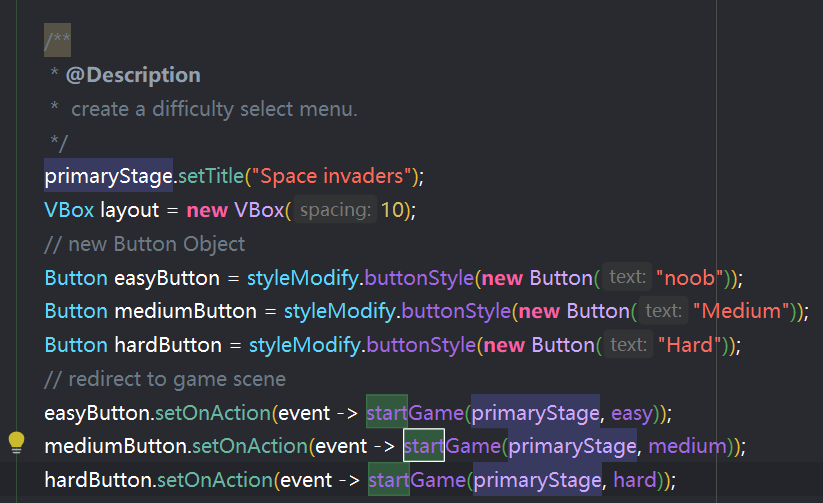 /**
* @Description
* create a difficulty select menu.
*/
primaryStage.setTitle("Space invaders");
VBox layout = new VBox( spacing: 10);
// new Button Object
Button easyButton = styleModify.buttonStyle(new Button( text: "noob"));
Button mediumButton = styleModify.buttonStyle(new Button( text: "Medium"));
Button hardButton = styleModify.buttonStyle(new Button( text: "Hard"));
// redirect to game scene
easyButton.setOnAction(event -> startGame(primaryStage, easy));
mediumButton.setOnAction(event -> startGame(primaryStage, medium));
hardButton.setOnAction(event -> startGame(primaryStage, hard));